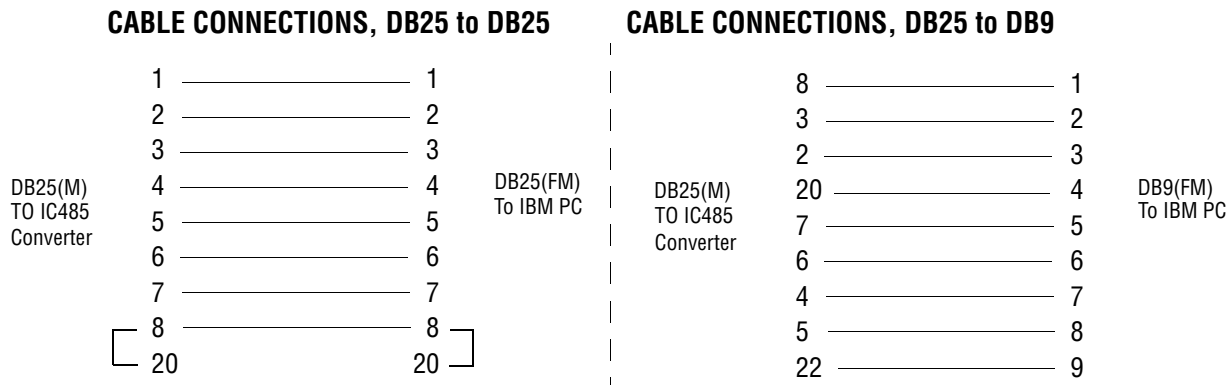 CABLE CONNECTIONS, DB25 to DB25
1 1
2 2
3 3
4 4
5 5
6 6
7 7
8 8
20 20
DB25(M)
TO IC485
Converter
DB25(FM)
To IBM PC
CABLE CONNECTIONS, DB25 to DB9
8 1
3 2
2 3
20 4
7 5
6 6
4 7
5 8
22 9
DB25(M)
TO IC485
Converter
DB9(FM)
To IBM PC